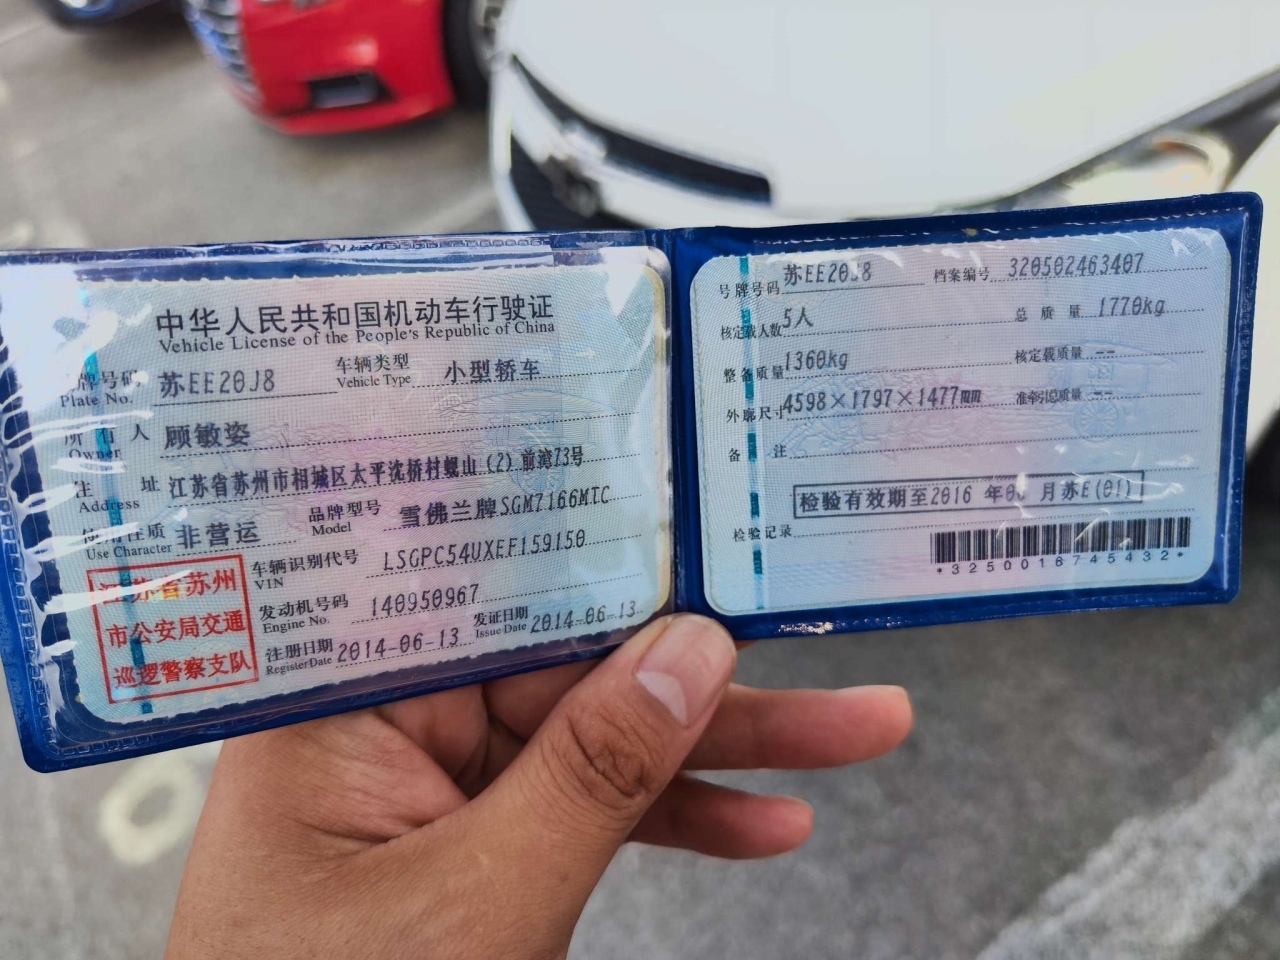 中华人民共和国机动车行驶证
Vehicle License of the People's Republic of China
号牌号码 苏EE20J8 车辆类型 小型轿车
Plate No. Vehicle Type
所有人 顾敏姿
Owner
住址 江苏省苏州市相城区太平沈桥村蚬山(2)前湾73号
Address
使用性质 非营运 品牌型号 雪佛兰牌SGM7166MTC
Use Character Model
江苏省苏州
市公安局交通
巡逻警察支队
车辆识别代号 LSGPC54UXEF159150
VIN
发动机号码 140950967
Engine No.
注册日期 2014-06-13 发证日期 2014-06-13
Register Date Issue Date
号牌号码 苏EE20J8 档案编号 320502463407
核定载人数 5人 总质量 1770kg
整备质量 1360kg 核定载质量 --
外廓尺寸 4598×1797×1477mm 准牵引总质量 --
备注
检验有效期至2016年06月苏E(01)
检验记录
*3250016745432*